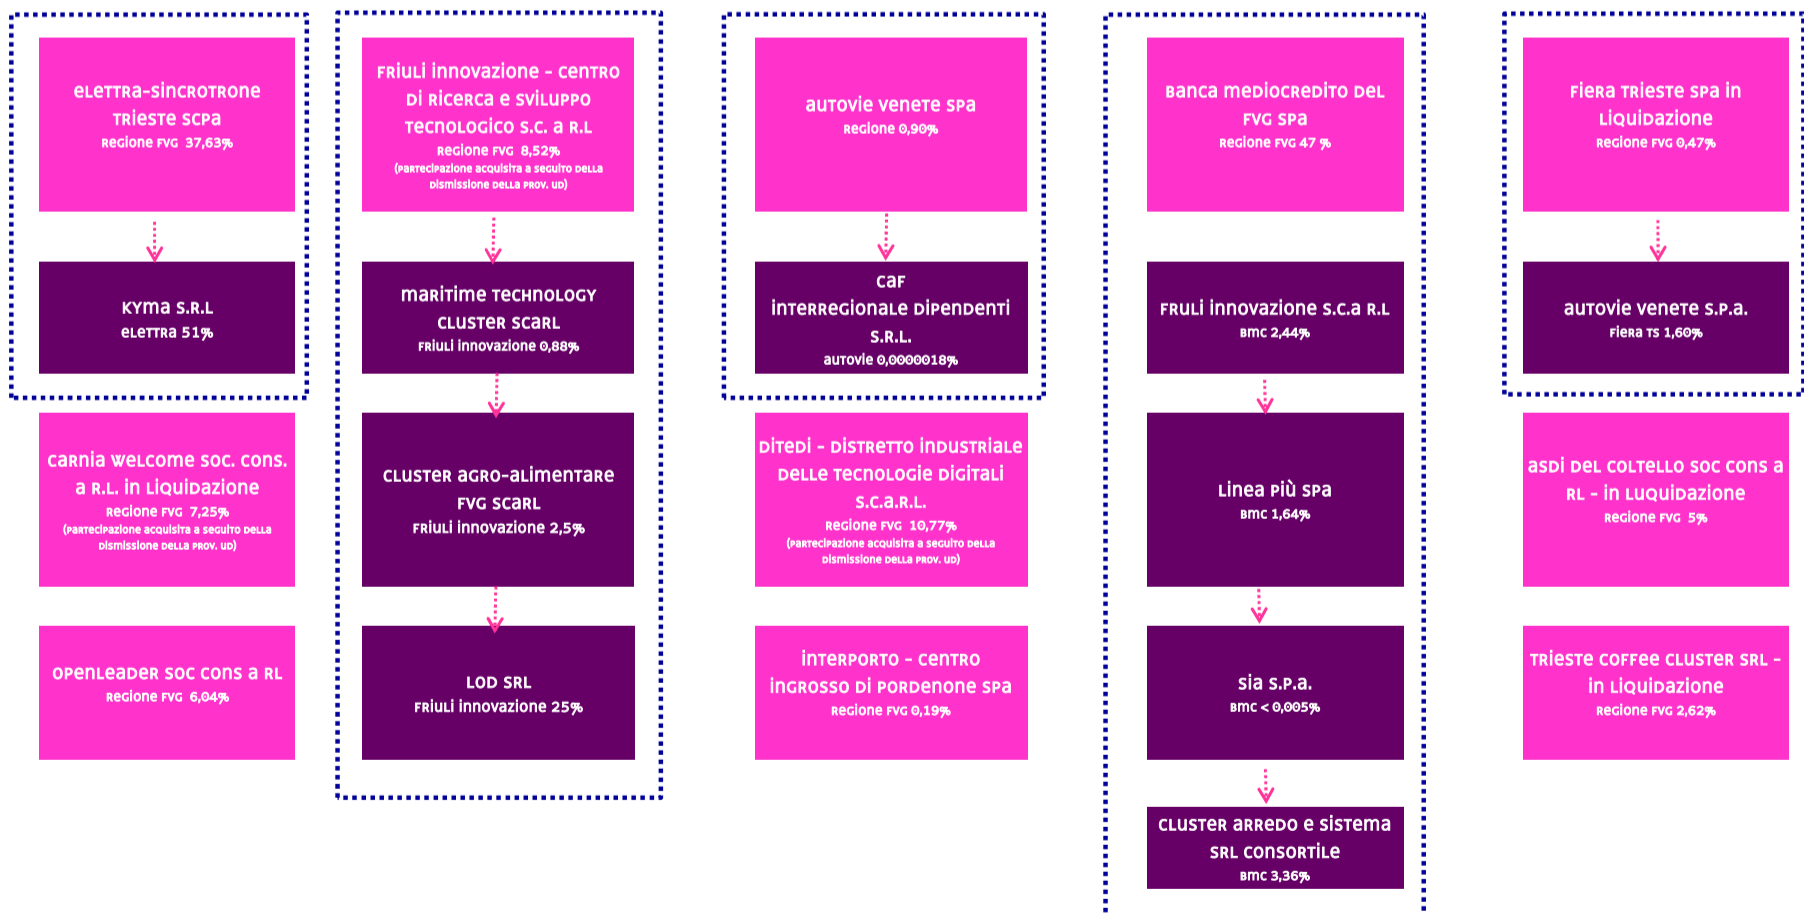 elettra-sincrotrone
trieste scpa
Regione FVG 37,63%
Kyma S.R.L
elettra 51%
carnia welcome soc. cons.
a R.L. in liquidazione
Regione FVG 7,25%
(partecipazione acquisita a seguito della
dismissione della prov. UD)
openleader soc cons a RL
Regione FVG 6,04%
Friuli innovazione - centro
di ricerca e sviluppo
tecnologico s.c. a R.L
Regione FVG 8,52%
(partecipazione acquisita a seguito della
dismissione della prov. UD)
maritime technology
cluster scarl
Friuli innovazione 0,88%
cluster agro-alimentare
FVG scarl
Friuli innovazione 2,5%
LOD SRL
Friuli innovazione 25%
autovie venete spa
Regione 0,90%
caf
interregionale dipendenti
S.R.L.
autovie 0,0000018%
ditedi - distretto industriale
delle tecnologie digitali
s.c.a.R.L.
Regione FVG 10,77%
(partecipazione acquisita a seguito della
dismissione della prov. UD)
interporto - centro
ingrosso di pordenone spa
Regione FVG 0,19%
Banca mediocredito del
FVG spa
Regione FVG 47 %
Fruli innovazione s.c.a R.L
BMC 2,44%
Linea più spa
BMC 1,64%
sia s.p.a.
BMC < 0,005%
cluster arredo e sistema
SRL consortile
BMC 3,36%
Fiera Trieste spa in
liquidazione
Regione FVG 0,47%
autovie venete s.p.a.
Fiera TS 1,60%
asdi del coltello soc cons a
RL - in luquidazione
Regione FVG 5%
Trieste coffee cluster srl -
in liquidazione
Regione FVG 2,62%